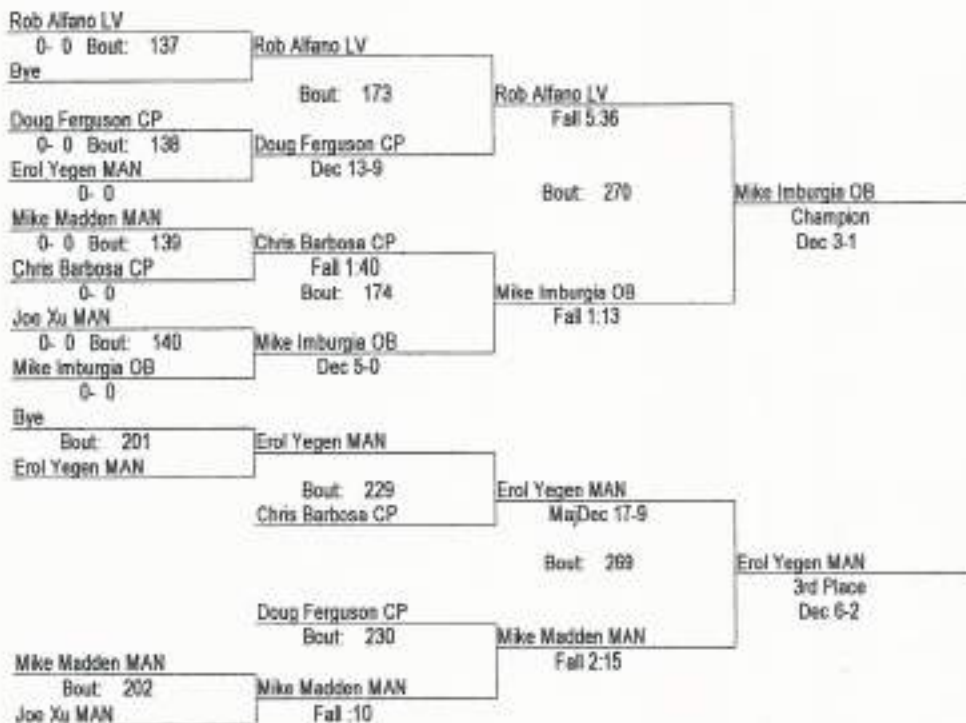 Rob Alfano LV
0- 0 Bout: 137
Bye
Rob Alfano LV
Bout: 173
Doug Ferguson CP
0- 0 Bout: 138
Erol Yegen MAN
0- 0
Doug Ferguson CP
Dec 13-9
Rob Alfano LV
Fall 5:36
Bout: 270
Mike Madden MAN
0- 0 Bout: 139
Chris Barbosa CP
0- 0
Chris Barbosa CP
Fall 1:40
Bout: 174
Joe Xu MAN
0- 0 Bout: 140
Mike Imburgia OB
0- 0
Mike Imburgia OB
Dec 5-0
Mike Imburgia OB
Fall 1:13
Mike Imburgia OB
Champion
Dec 3-1
Bye
Bout: 201
Erol Yegen MAN
Erol Yegen MAN
Bout: 229
Chris Barbosa CP
Erol Yegen MAN
MajDec 17-9
Bout: 269
Doug Ferguson CP
Bout: 230
Mike Madden MAN
Bout: 202
Joe Xu MAN
Mike Madden MAN
Fall :10
Mike Madden MAN
Fall 2:15
Erol Yegen MAN
3rd Place
Dec 6-2